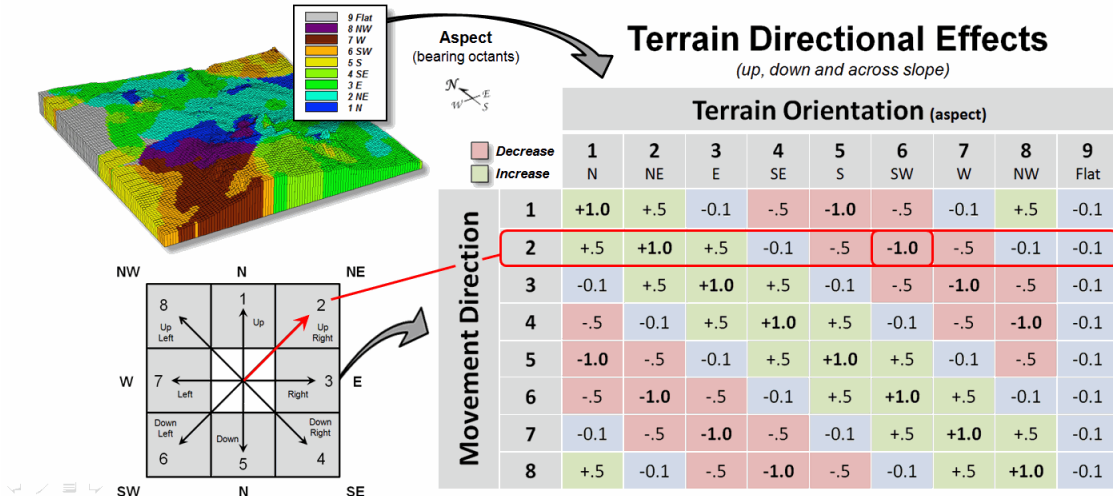 9 Flat
8 NW
7 W
6 SW
5 S
4 SE
3 E
2 NE
1 N
Aspect
(bearing octants)
N
E
W
S
Terrain Directional Effects
(up, down and across slope)
Decrease
Increase
Terrain Orientation (aspect)
1 2 3 4 5 6 7 8 9
N NE E SE S SW W NW Flat
Movement Direction
1 +1.0 +.5 -0.1 -.5 -1.0 -.5 -0.1 +.5 -0.1
2 +.5 +1.0 +.5 -0.1 -.5 -1.0 -.5 -0.1 -0.1
3 -0.1 +.5 +1.0 +.5 -0.1 -.5 -1.0 -.5 -0.1
4 -.5 -0.1 +.5 +1.0 +.5 -0.1 -.5 -1.0 -0.1
5 -1.0 -.5 -0.1 +.5 +1.0 +.5 -0.1 -.5 -0.1
6 -.5 -1.0 -.5 -0.1 +.5 +1.0 +.5 -0.1 -0.1
7 -0.1 -.5 -1.0 -.5 -0.1 +.5 +1.0 +.5 -0.1
8 +.5 -0.1 -.5 -1.0 -.5 -0.1 +.5 +1.0 -0.1
NW N NE
8 1 2
Up
Left
Up
Up
Right
W 7 3 E
Left Right
Down
Left
Down
Down
Right
6 5 4
SW N SE